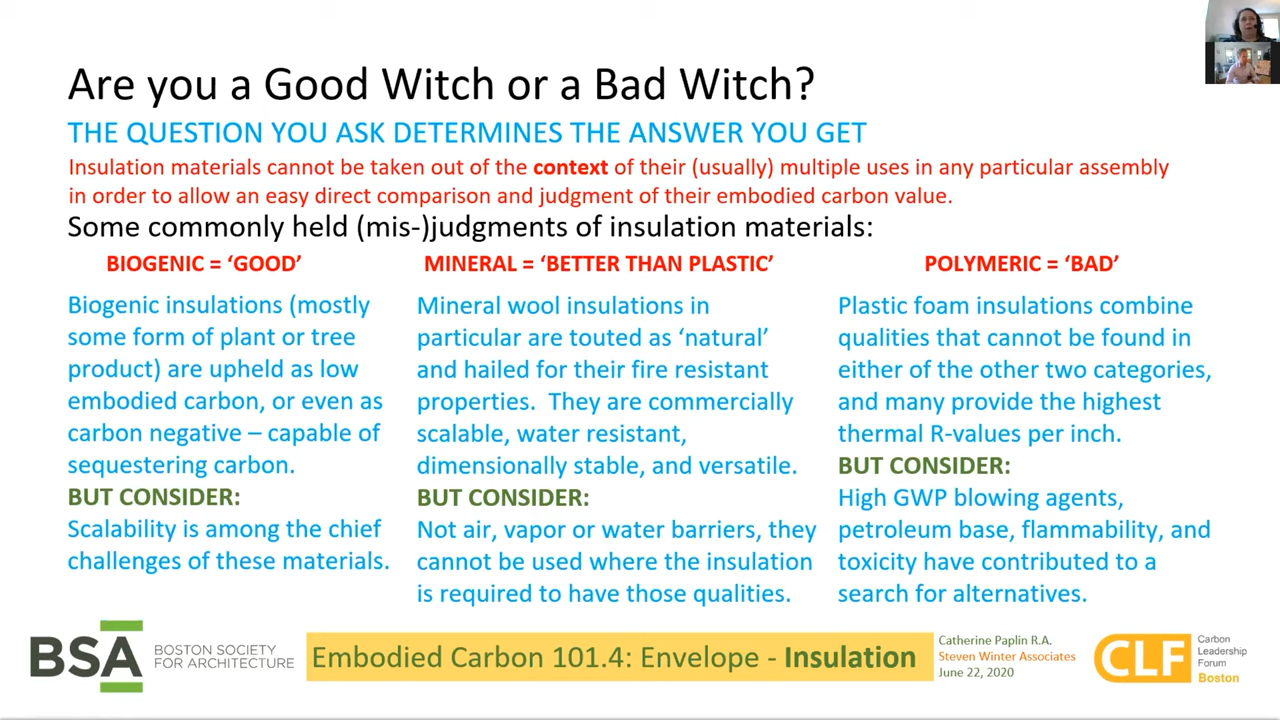 Are you a Good Witch or a Bad Witch?
THE QUESTION YOU ASK DETERMINES THE ANSWER YOU GET
Insulation materials cannot be taken out of the context of their (usually) multiple uses in any particular assembly
in order to allow an easy direct comparison and judgment of their embodied carbon value.
Some commonly held (mis-)judgments of insulation materials:
BIOGENIC = ‘GOOD’
Biogenic insulations (mostly
some form of plant or tree
product) are upheld as low
embodied carbon, or even as
carbon negative – capable of
sequestering carbon.
BUT CONSIDER:
Scalability is among the chief
challenges of these materials.
MINERAL = ‘BETTER THAN PLASTIC’
Mineral wool insulations in
particular are touted as ‘natural’
and hailed for their fire resistant
properties.  They are commercially
scalable, water resistant,
dimensionally stable, and versatile.
BUT CONSIDER:
Not air, vapor or water barriers, they
cannot be used where the insulation
is required to have those qualities.
POLYMERIC = ‘BAD’
Plastic foam insulations combine
qualities that cannot be found in
either of the other two categories,
and many provide the highest
thermal R-values per inch.
BUT CONSIDER:
High GWP blowing agents,
petroleum base, flammability, and
toxicity have contributed to a
search for alternatives.
BSA
BOSTON SOCIETY
FOR ARCHITECTURE
Embodied Carbon 101.4: Envelope - Insulation
Catherine Paplin R.A.
Steven Winter Associates
June 22, 2020
CLF
Carbon
Leadership
Forum
Boston